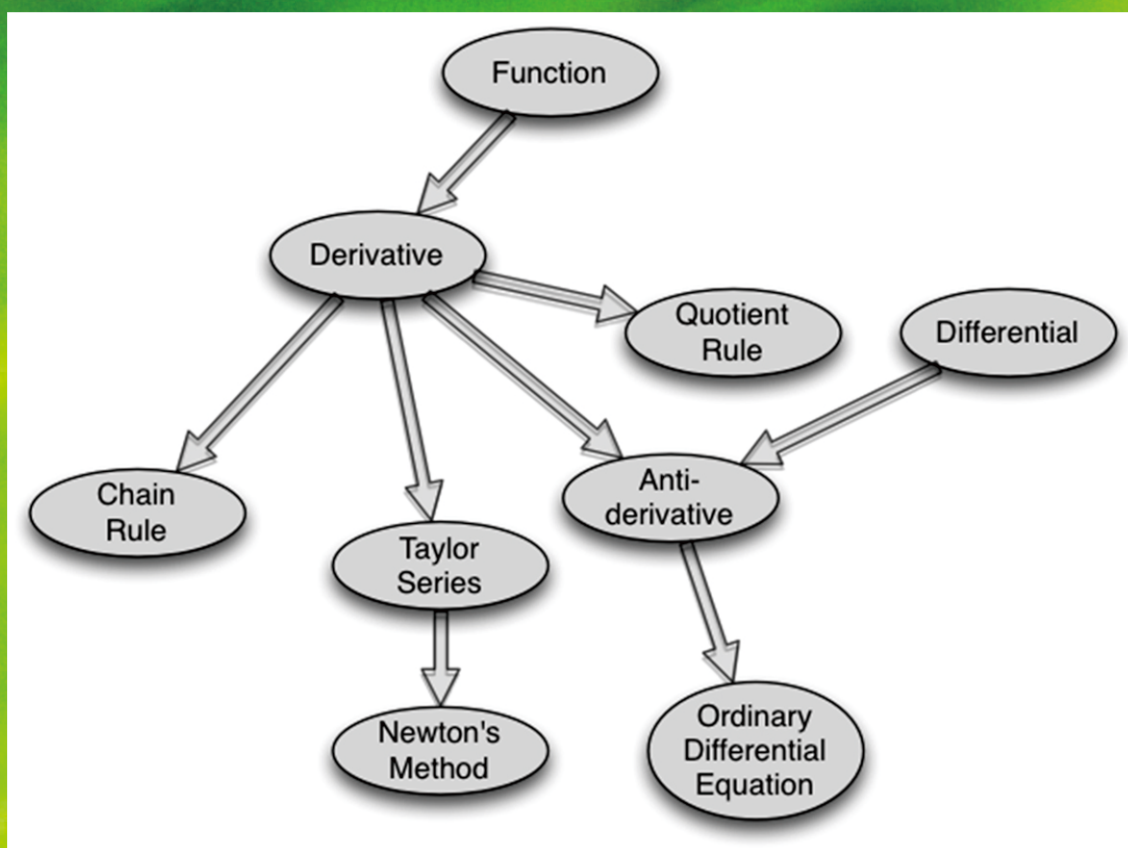 Function
Derivative
Quotient
Rule
Differential
Chain
Rule
Anti-
derivative
Taylor
Series
Newton's
Method
Ordinary
Differential
Equation